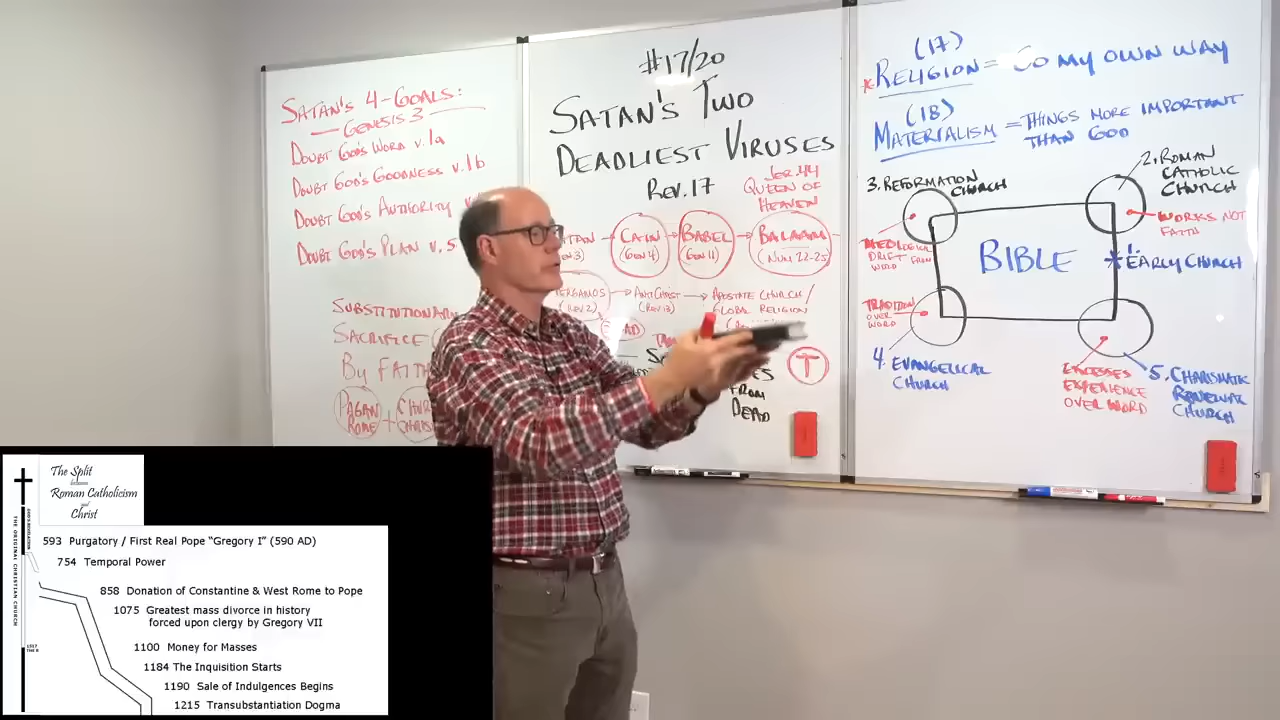 SATAN'S 4-GOALS:
GENESIS 3
DOUBT GOD'S WORD V.1a
DOUBT GOD'S GOODNESS V.1b
DOUBT GOD'S AUTHORITY
DOUBT GOD'S PLAN V.5
SACRIFICE
BY FAITH
PAGAN
ROME
+
#17/20
SATAN'S TWO
DEADLIEST VIRUSES
REV.17
Jer.44
QUEEN OF
HEAVEN
CAIN
(Gen 4)
BABEL
(Gen 11)
BALAAM
(NUM 22-25)
(REV.2)
ANTICHRIST
(REV.13)
APOSTATE CHURCH/
GLOBAL RELIGION
T
FROM
DEAD
(17)
*RELIGION = GO MY OWN WAY
(18)
MATERIALISM = THINGS MORE IMPORTANT
THAN GOD
3. REFORMATION
CHURCH
2. ROMAN
CATHOLIC
CHURCH
WORKS NOT
FAITH
THEOLOGICAL
DRIFT FROM
WORD
BIBLE
1.
EARLY CHURCH
TRADITION
OVER
WORD
4. EVANGELICAL
CHURCH
EXCESSES
EXPERIENCE
OVER WORD
5. CHARISMATIC
RENEWAL
CHURCH
The Split
between
Roman Catholicism
and
Christ
THE ORIGINAL CHRISTIAN CHURCH
593 Purgatory / First Real Pope "Gregory I" (590 AD)
754 Temporal Power
858 Donation of Constantine & West Rome to Pope
1075 Greatest mass divorce in history
forced upon clergy by Gregory VII
1100 Money for Masses
1184 The Inquisition Starts
1190 Sale of Indulgences Begins
1215 Transubstantiation Dogma
1517